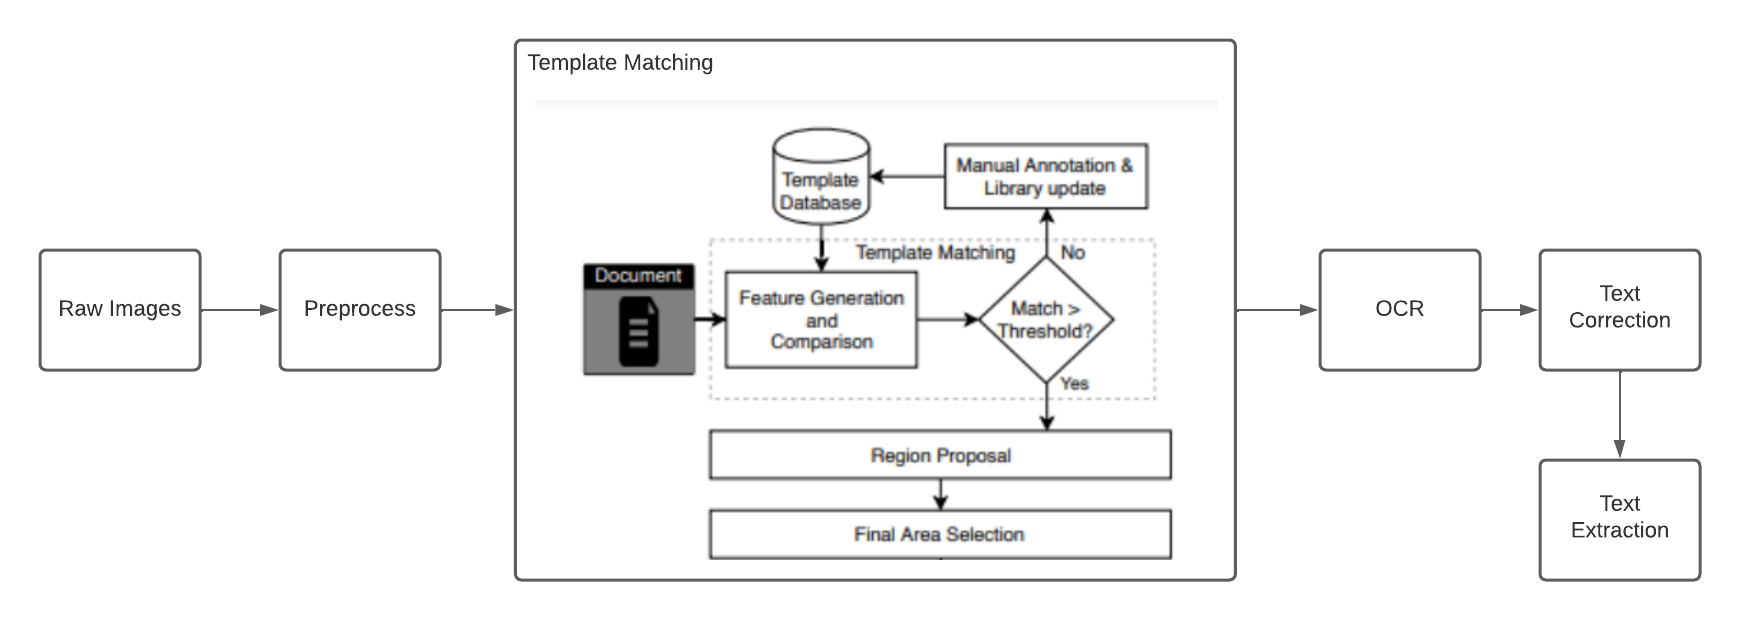 Template Matching
Template
Database
Manual Annotation &
Library update
Template Matching
No
Document
Feature Generation
and
Comparison
Match >
Threshold?
Yes
Region Proposal
Final Area Selection
Raw Images
Preprocess
OCR
Text
Correction
Text
Extraction